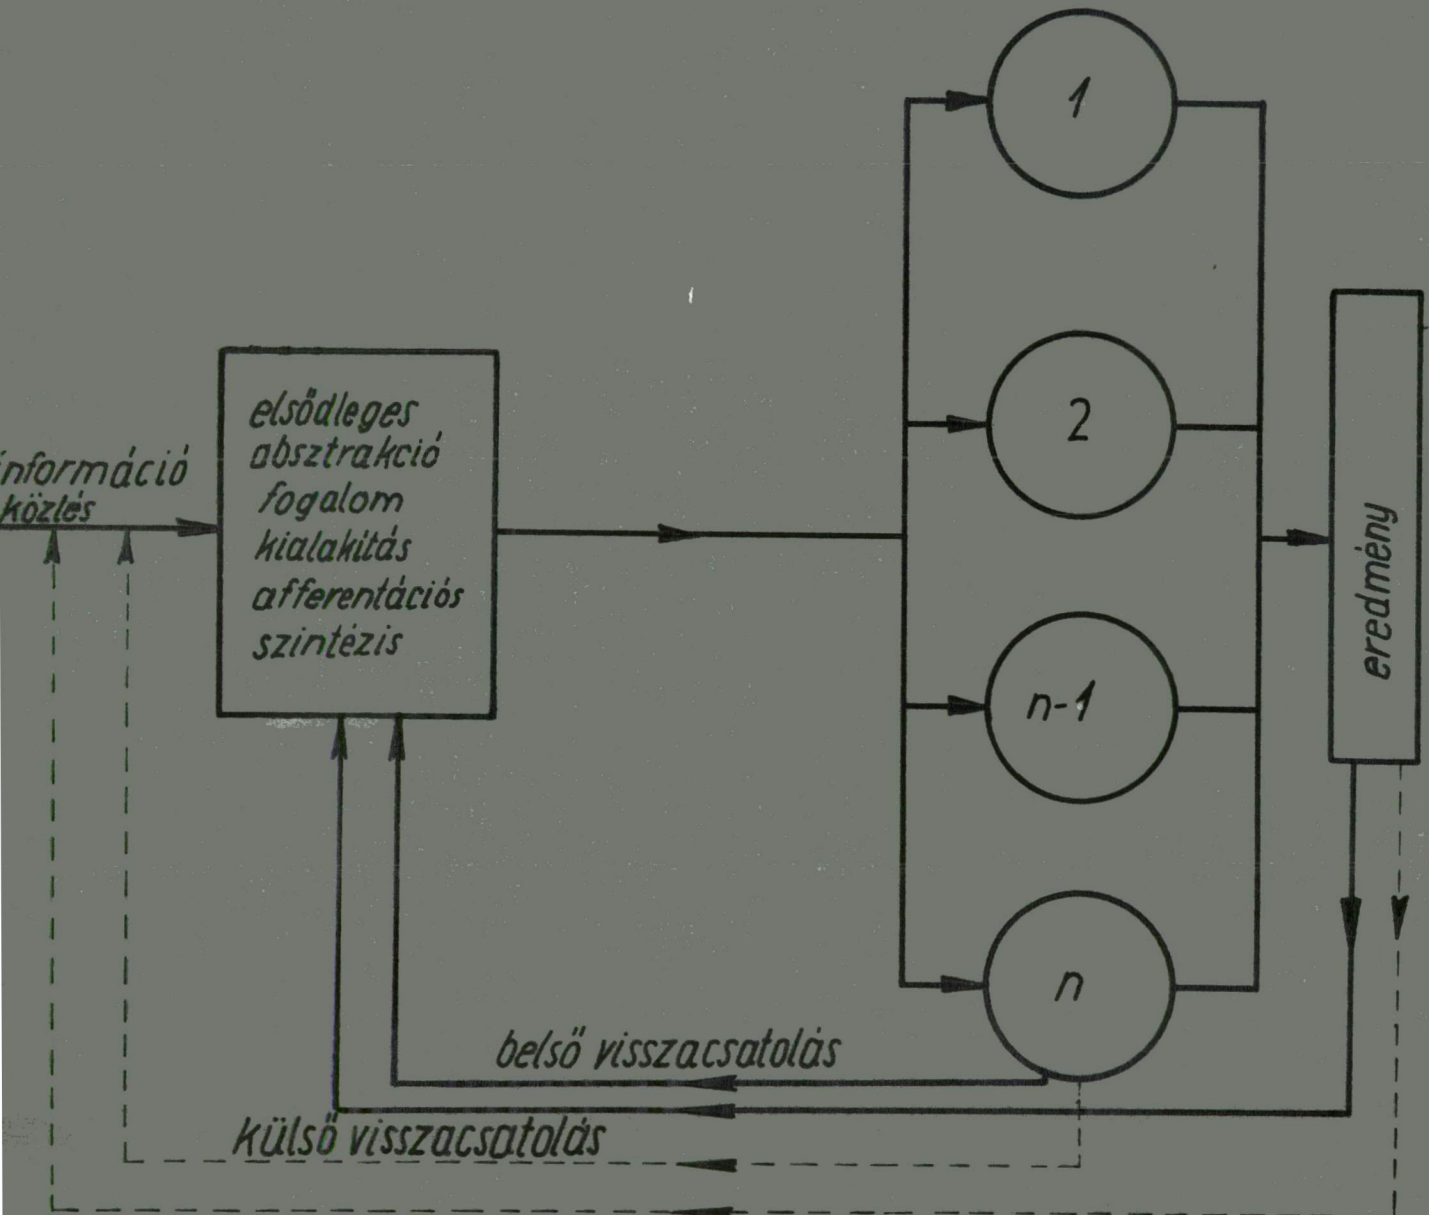 információ
közlés
elsődleges
absztrakció
fogalom
kialakítás
afferentációs
szintézis
1
2
n-1
n
eredmény
belső visszacsatolás
külső visszacsatolás